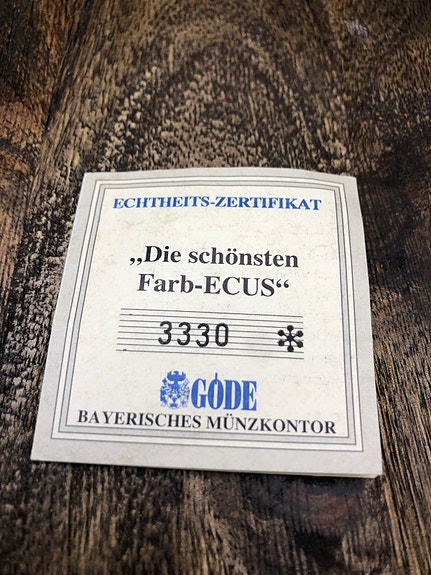 ECHTHEITS-ZERTIFIKAT
„Die schönsten
Farb-ECUS“
3330
GÖDE
BAYERISCHES MÜNZKONTOR